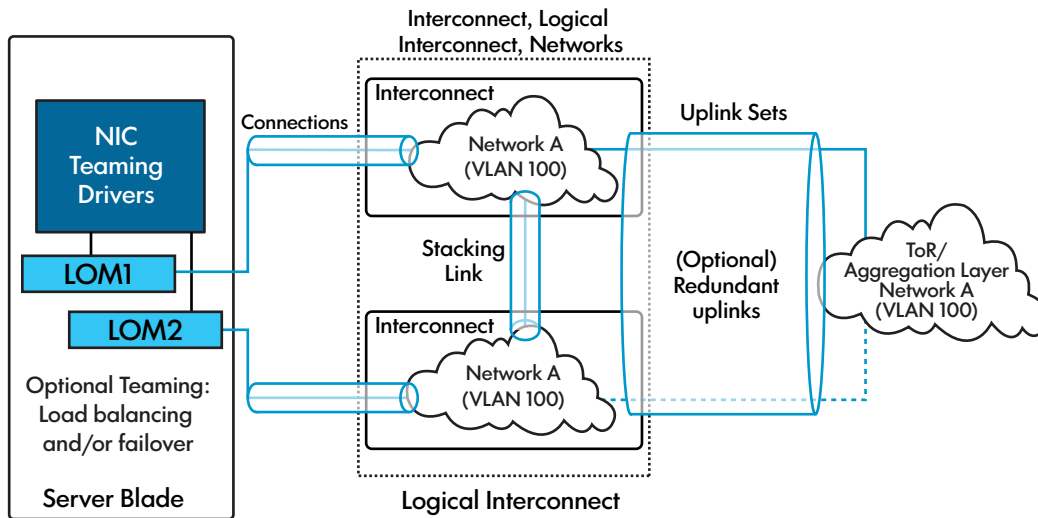 Interconnect, Logical
Interconnect, Networks
Interconnect
Network A
(VLAN 100)
Connections
Uplink Sets
NIC
Teaming
Drivers
LOM1
LOM2
Stacking
Link
(Optional)
Redundant
uplinks
ToR/
Aggregation Layer
Network A
(VLAN 100)
Interconnect
Network A
(VLAN 100)
Optional Teaming:
Load balancing
and/or failover
Server Blade
Logical Interconnect